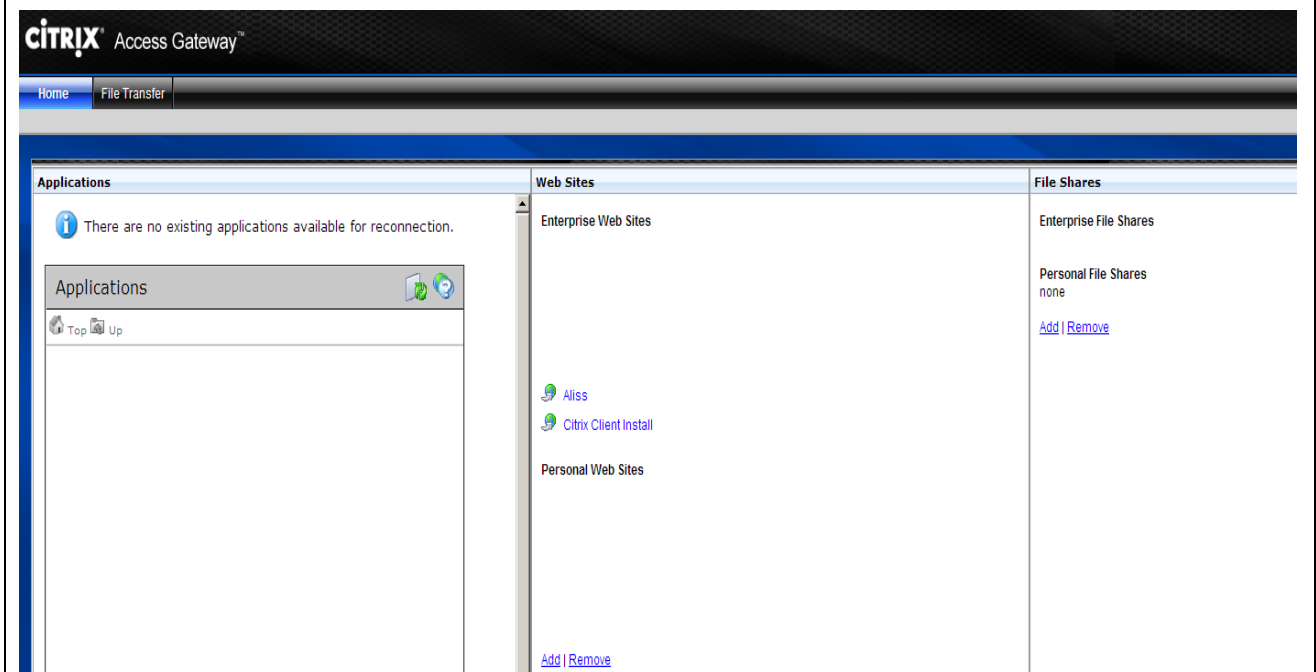 CİTRIX® Access Gateway™
Home File Transfer
Applications
There are no existing applications available for reconnection.
Applications
Top Up
Web Sites
Enterprise Web Sites
Aliss
Citrix Client Install
Personal Web Sites
Add | Remove
File Shares
Enterprise File Shares
Personal File Shares
none
Add | Remove